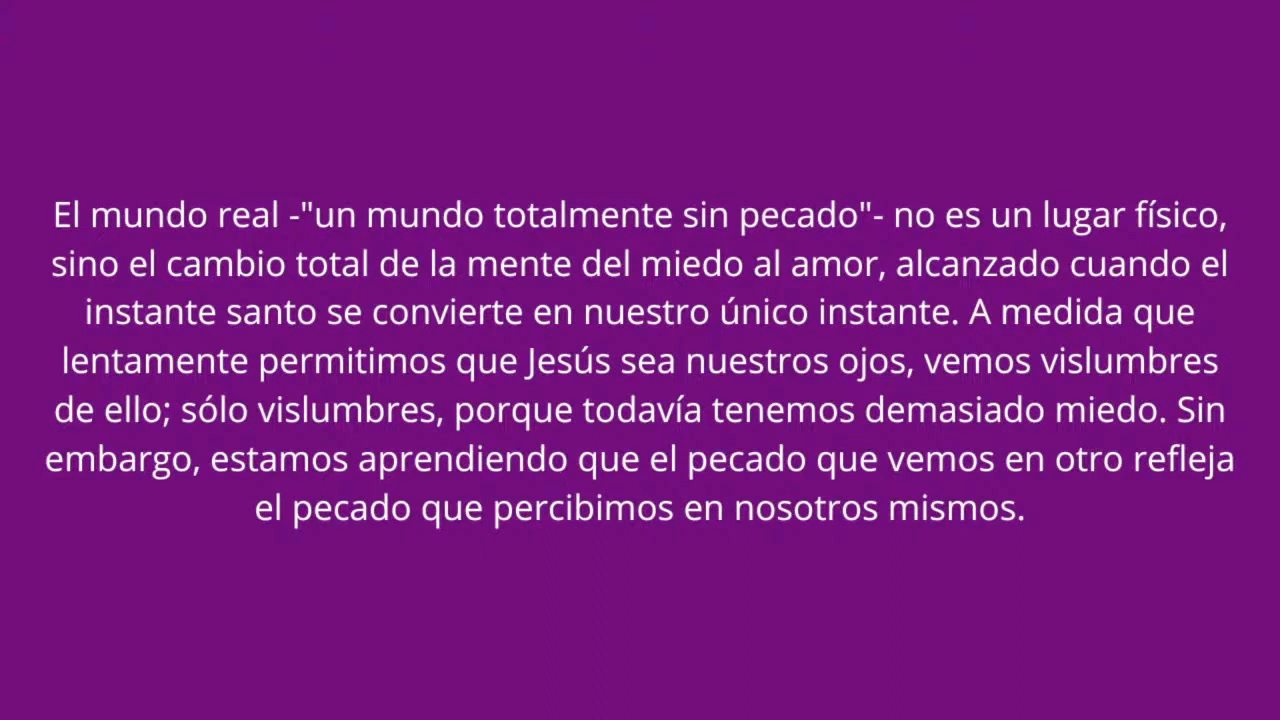 El mundo real -"un mundo totalmente sin pecado"- no es un lugar físico,
sino el cambio total de la mente del miedo al amor, alcanzado cuando el
instante santo se convierte en nuestro único instante. A medida que
lentamente permitimos que Jesús sea nuestros ojos, vemos vislumbres
de ello; sólo vislumbres, porque todavía tenemos demasiado miedo. Sin
embargo, estamos aprendiendo que el pecado que vemos en otro refleja
el pecado que percibimos en nosotros mismos.